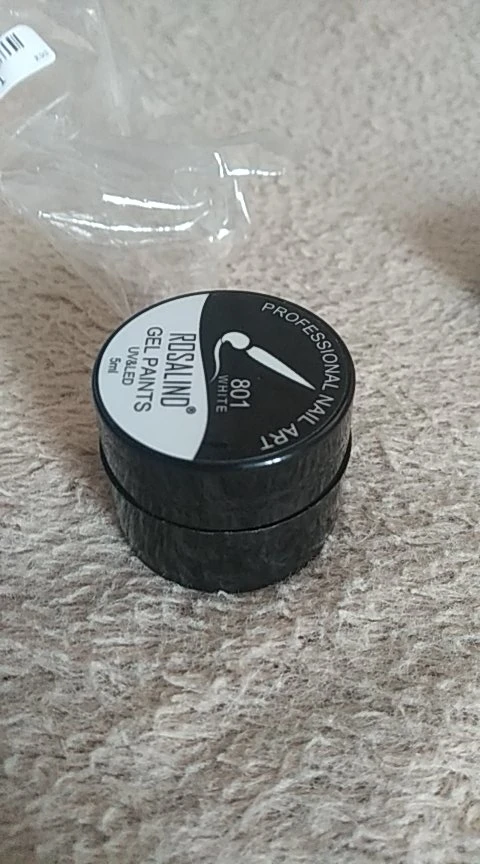 PROFESSIONAL NAIL ART
801
WHITE
ROSALIND®
GEL PAINTS
UV&LED
5ml